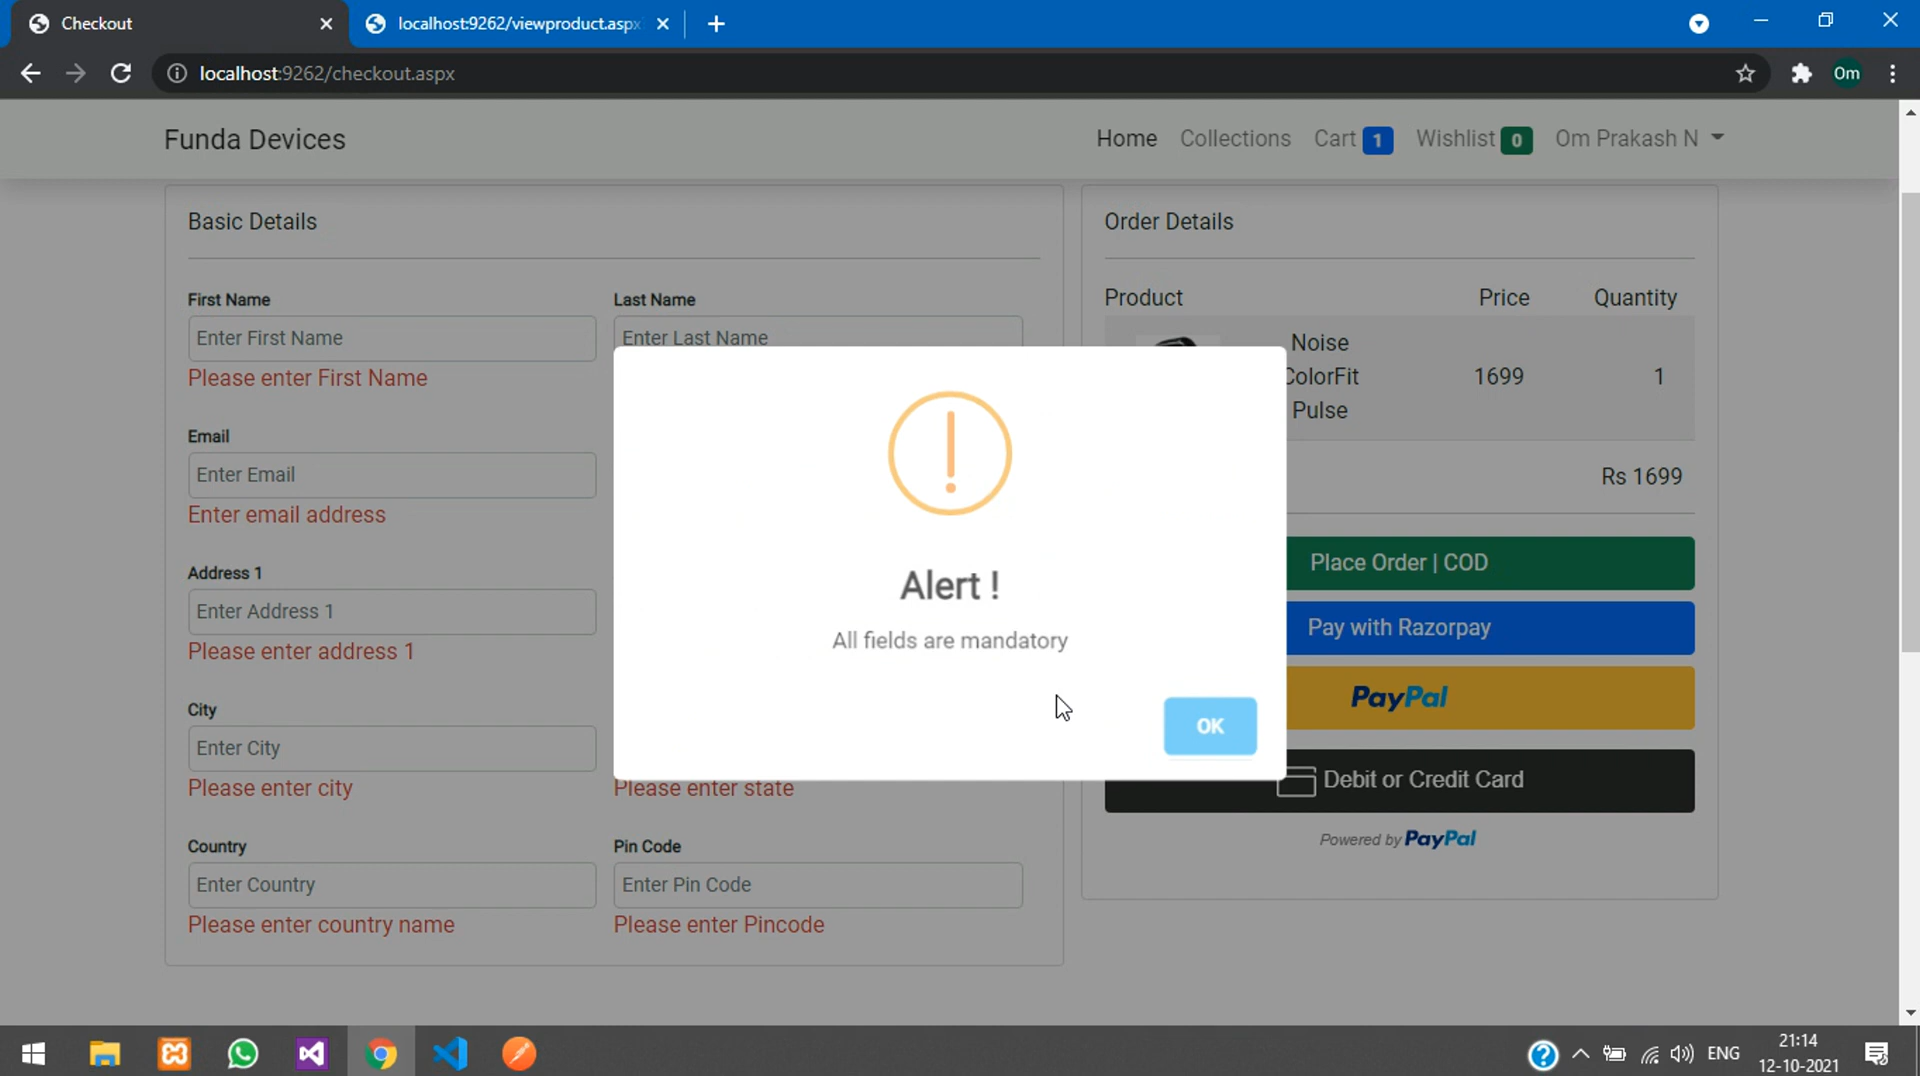 Checkout
localhost:9262/viewproduct.aspx
localhost:9262/checkout.aspx
Om
Funda Devices
Home Collections Cart 1 Wishlist 0 Om Prakash N
Basic Details
First Name
Last Name
Enter First Name
Enter Last Name
Please enter First Name
Email
Enter Email
Enter email address
Address 1
Enter Address 1
Please enter address 1
City
Enter City
Please enter city
Please enter state
Country
Pin Code
Enter Country
Enter Pin Code
Please enter country name
Please enter Pincode
Alert !
All fields are mandatory
OK
Order Details
Product Price Quantity
Noise
ColorFit
Pulse
1699
1
Rs 1699
Place Order | COD
Pay with Razorpay
PayPal
Debit or Credit Card
Powered by PayPal
ENG
21:14
12-10-2021